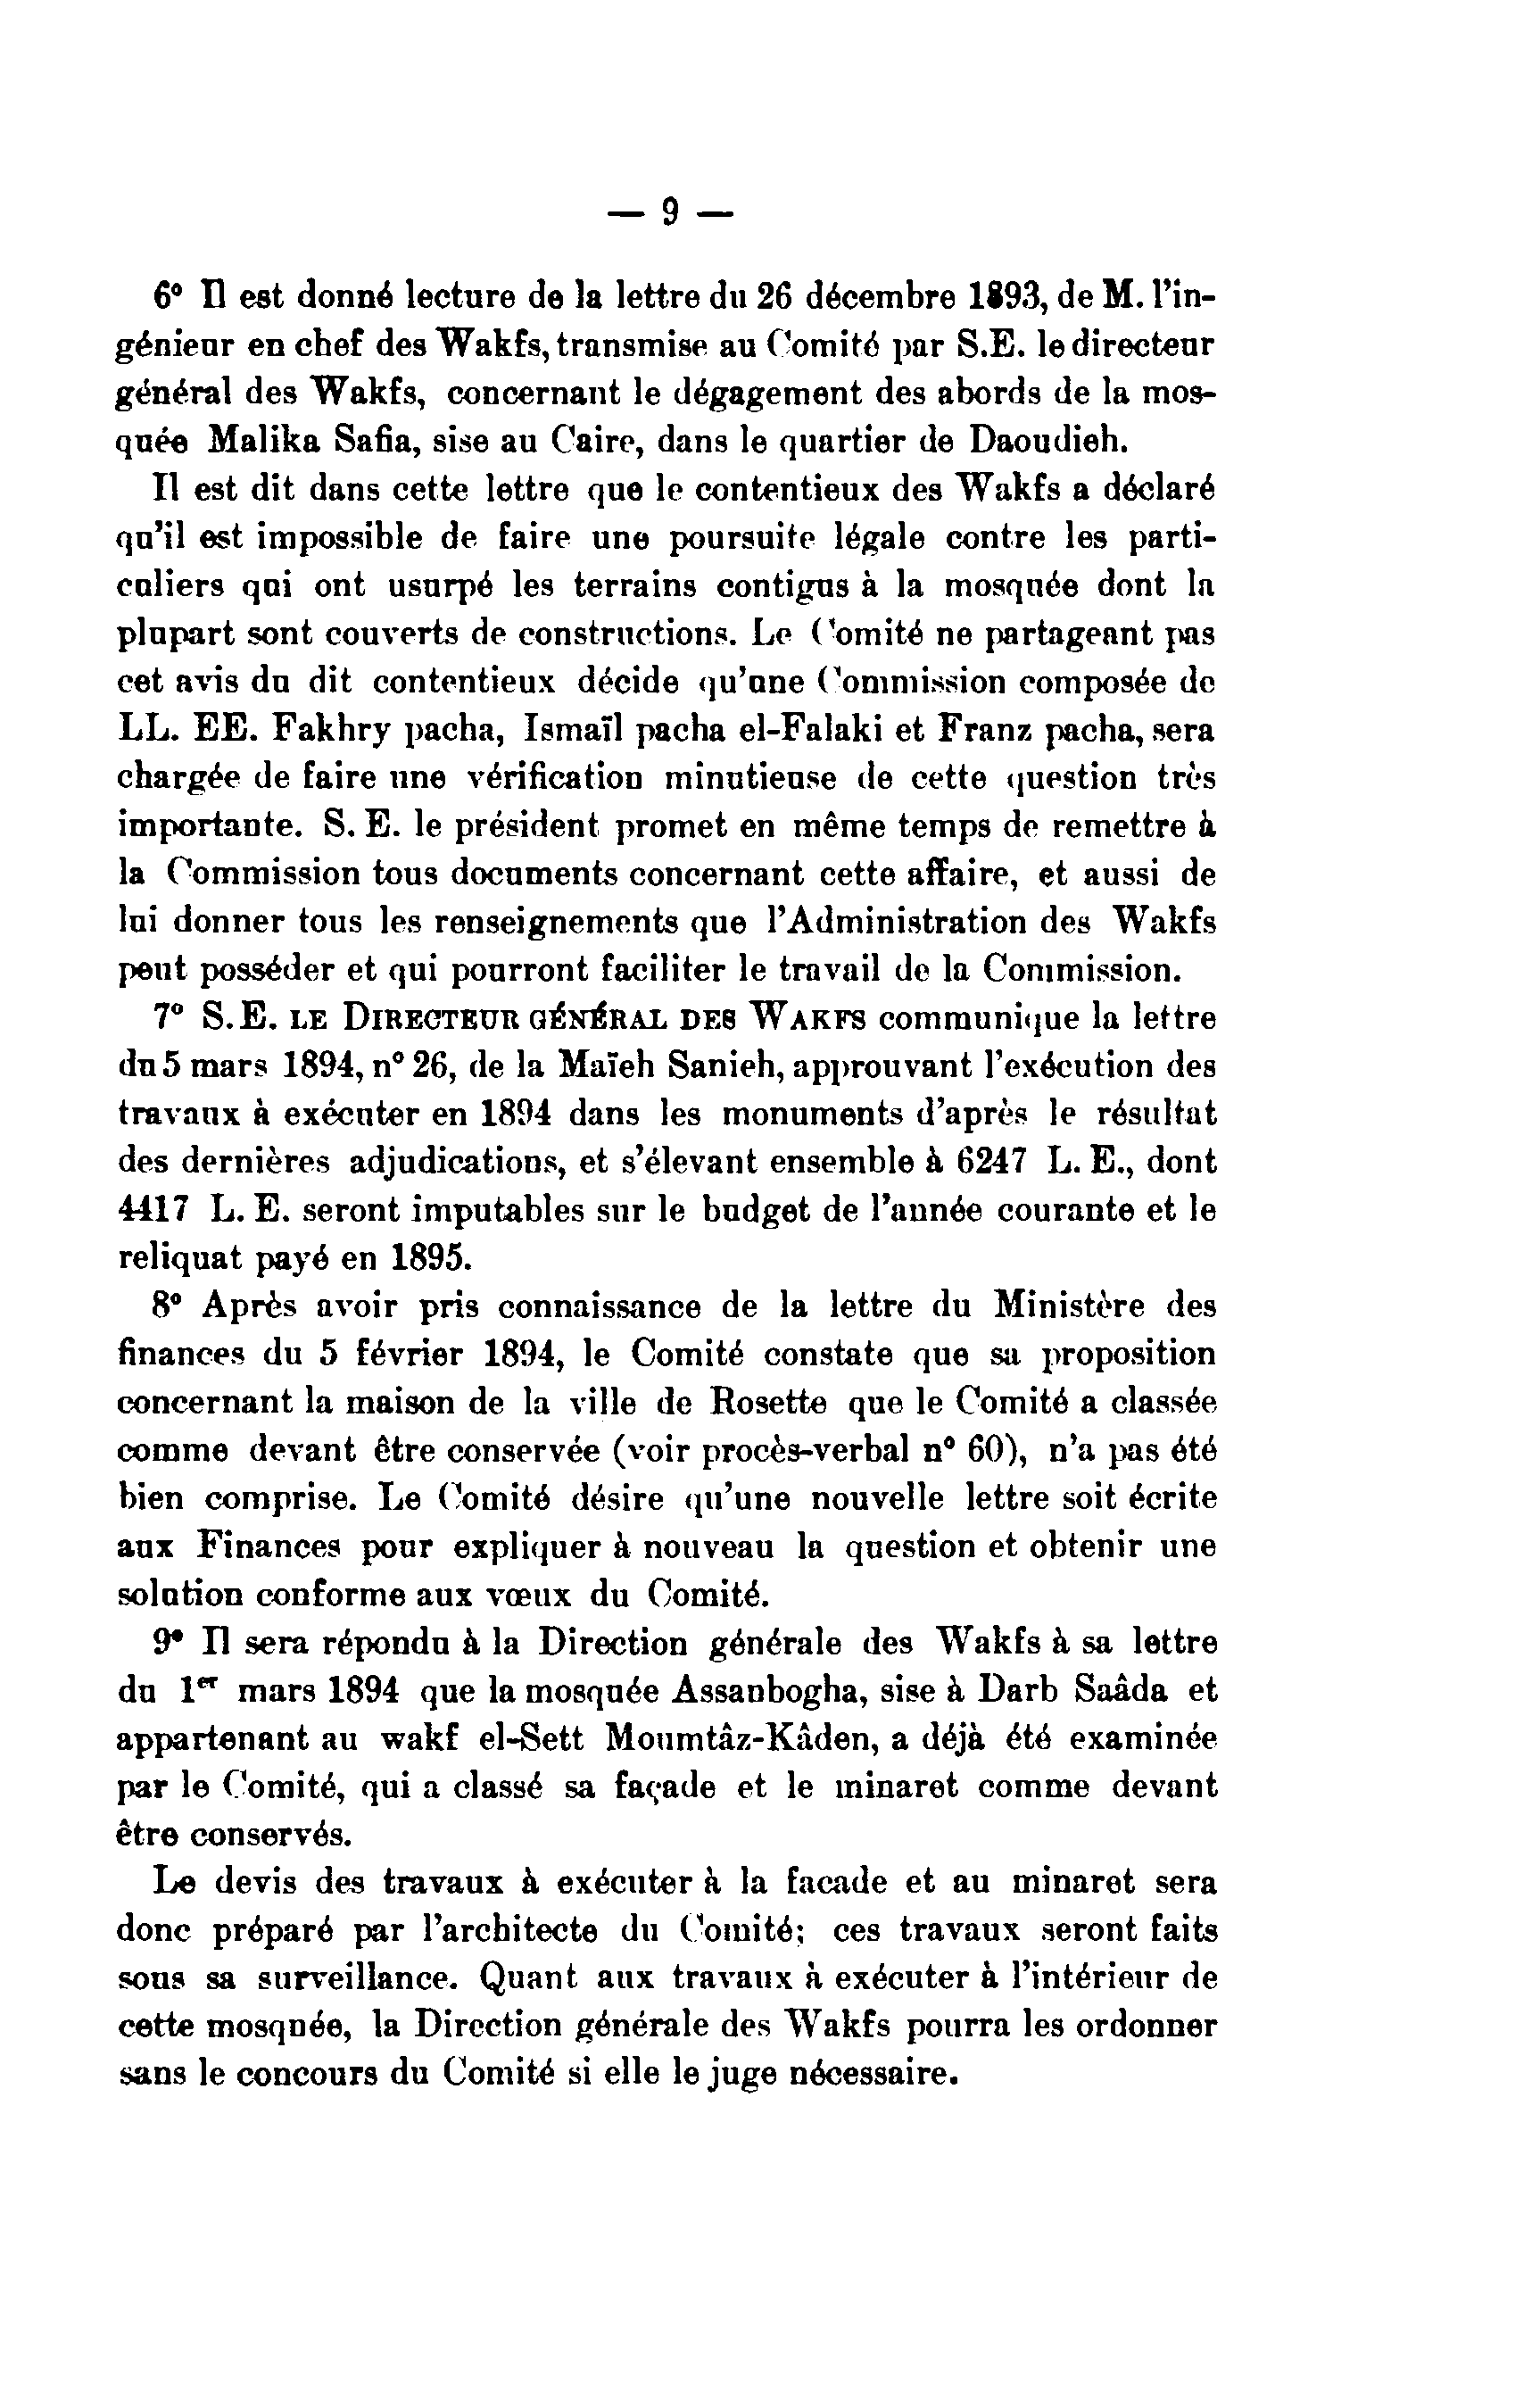 — 9 —
6° Il est donné lecture de la lettre du 26 décembre 1893, de M. l'in-
génieur en chef des Wakfs, transmise au Comité par S.E. le directeur
général des Wakfs, concernant le dégagement des abords de la mos-
quée Malika Safia, sise au Caire, dans le quartier de Daoudieh.
Il est dit dans cette lettre que le contentieux des Wakfs a déclaré
qu'il est impossible de faire une poursuite légale contre les parti-
culiers qui ont usurpé les terrains contigus à la mosquée dont la
plupart sont couverts de constructions. Le Comité ne partageant pas
cet avis du dit contentieux décide qu'une Commission composée de
LL. EE. Fakhry pacha, Ismaïl pacha el-Falaki et Franz pacha, sera
chargée de faire une vérification minutieuse de cette question très
importante. S. E. le président promet en même temps de remettre à
la Commission tous documents concernant cette affaire, et aussi de
lui donner tous les renseignements que l'Administration des Wakfs
peut posséder et qui pourront faciliter le travail de la Commission.
7° S.E. LE DIRECTEUR GÉNÉRAL DES WAKFS communique la lettre
du 5 mars 1894, n° 26, de la Maïeh Sanieh, approuvant l'exécution des
travaux à exécuter en 1894 dans les monuments d'après le résultat
des dernières adjudications, et s'élevant ensemble à 6247 L. E., dont
4417 L. E. seront imputables sur le budget de l'année courante et le
reliquat payé en 1895.
8° Après avoir pris connaissance de la lettre du Ministère des
finances du 5 février 1894, le Comité constate que sa proposition
concernant la maison de la ville de Rosette que le Comité a classée
comme devant être conservée (voir procès-verbal n° 60), n'a pas été
bien comprise. Le Comité désire qu'une nouvelle lettre soit écrite
aux Finances pour expliquer à nouveau la question et obtenir une
solution conforme aux vœux du Comité.
9° Il sera répondu à la Direction générale des Wakfs à sa lettre
du 1er mars 1894 que la mosquée Assanbogha, sise à Darb Saâda et
appartenant au wakf el-Sett Moumtâz-Kâden, a déjà été examinée
par le Comité, qui a classé sa façade et le minaret comme devant
être conservés.
Le devis des travaux à exécuter à la facade et au minaret sera
donc préparé par l'architecte du Comité; ces travaux seront faits
sous sa surveillance. Quant aux travaux à exécuter à l'intérieur de
cette mosquée, la Direction générale des Wakfs pourra les ordonner
sans le concours du Comité si elle le juge nécessaire.